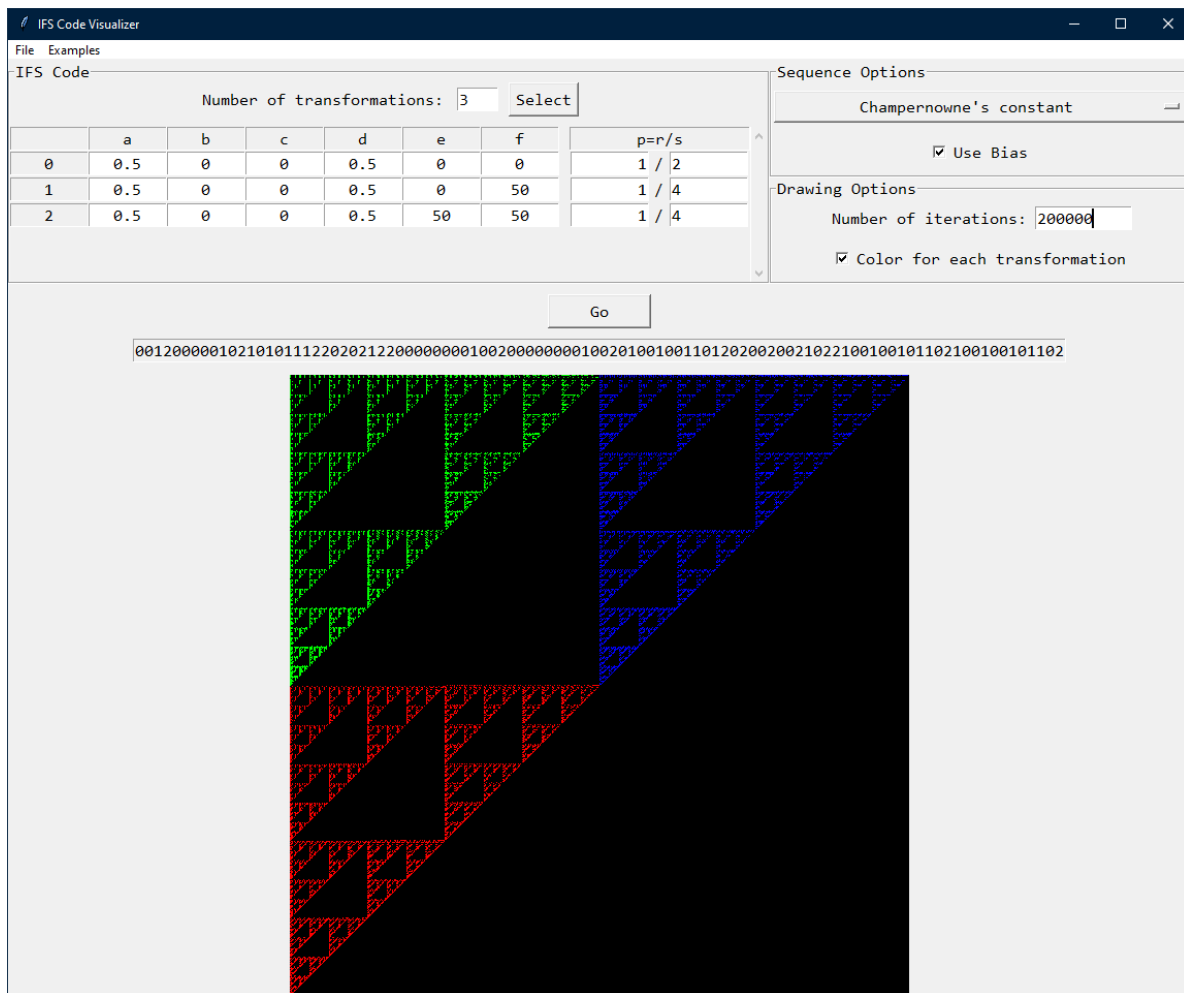 IFS Code Visualizer
File Examples
IFS Code
Number of transformations: 3 Select
a b c d e f p=r/s
0 0.5 0 0 0.5 0 0 1 / 2
1 0.5 0 0 0.5 0 50 1 / 4
2 0.5 0 0 0.5 50 50 1 / 4
Sequence Options
Champernowne's constant
Use Bias
Drawing Options
Number of iterations: 200000
Color for each transformation
Go
0012000001021010111220202122000000001002000000001002010010011012020020021022100100101102100100101102